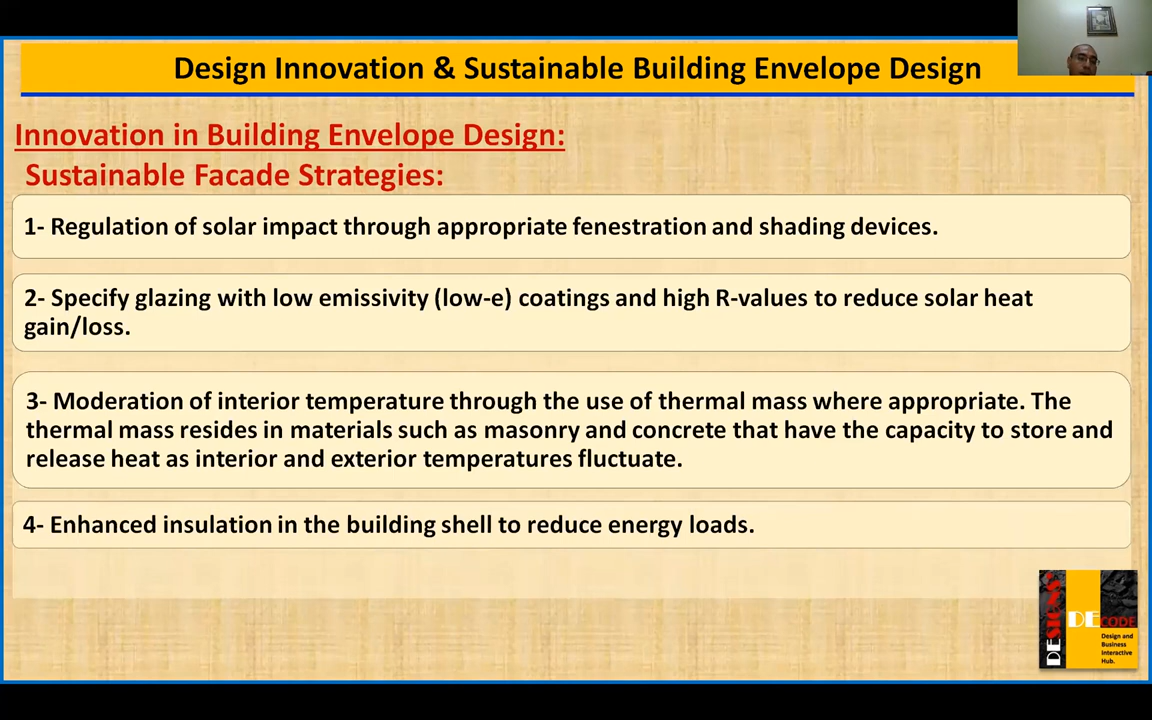 Design Innovation & Sustainable Building Envelope Design
Innovation in Building Envelope Design:
Sustainable Facade Strategies:
1- Regulation of solar impact through appropriate fenestration and shading devices.
2- Specify glazing with low emissivity (low-e) coatings and high R-values to reduce solar heat
gain/loss.
3- Moderation of interior temperature through the use of thermal mass where appropriate. The
thermal mass resides in materials such as masonry and concrete that have the capacity to store and
release heat as interior and exterior temperatures fluctuate.
4- Enhanced insulation in the building shell to reduce energy loads.
DESIGNS
DECODE
Design and
Business
Interactive
Hub.